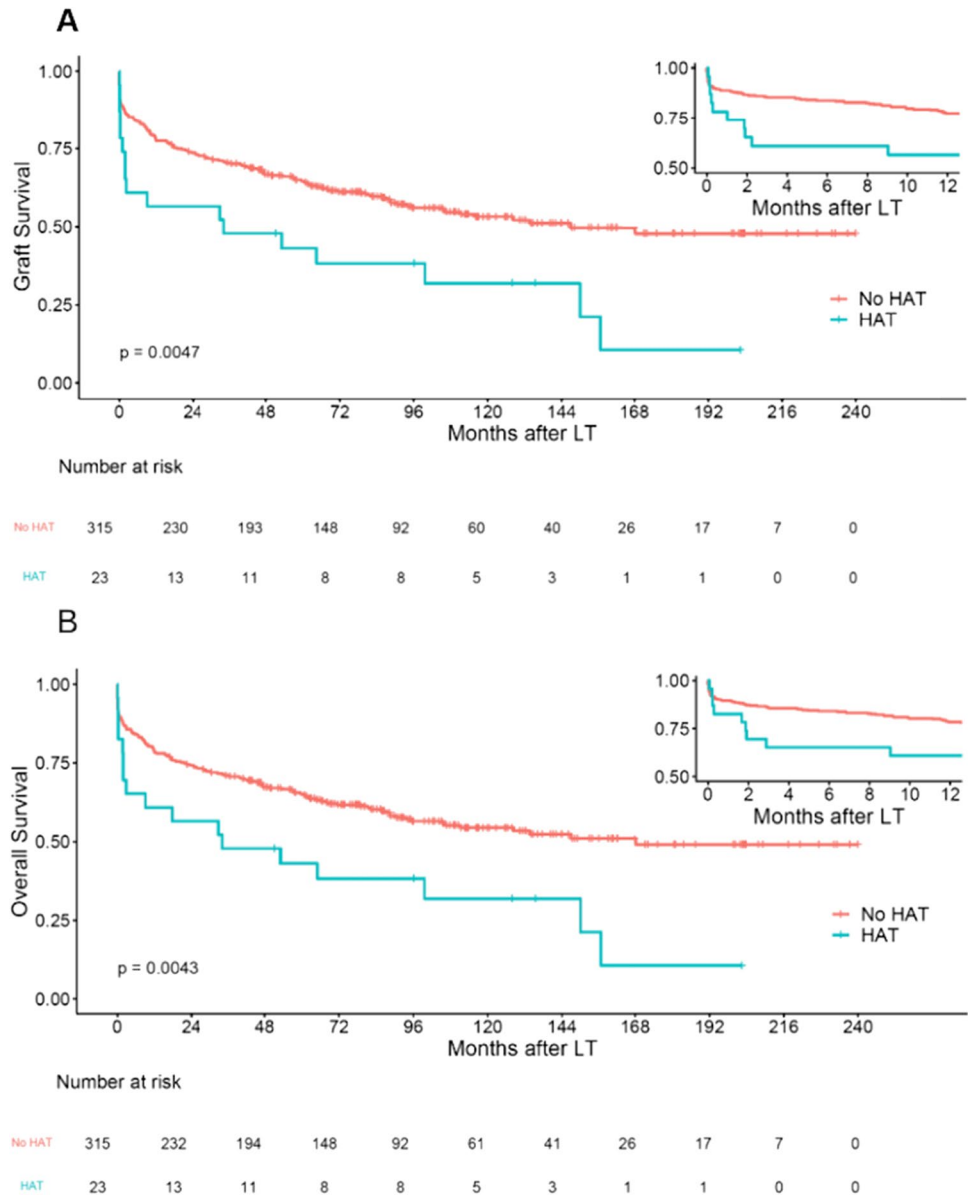 A
1.00
0.75
0.50
0.25
0.00
Graft Survival
p = 0.0047
0 24 48 72 96 120 144 168 192 216 240
Months after LT
1.00
0.75
0.50
0 2 4 6 8 10 12
Months after LT
No HAT
HAT
Number at risk
No HAT 315 230 193 148 92 60 40 26 17 7 0
HAT 23 13 11 8 8 5 3 1 1 0 0
B
1.00
0.75
0.50
0.25
0.00
Overall Survival
p = 0.0043
0 24 48 72 96 120 144 168 192 216 240
Months after LT
1.00
0.75
0.50
0 2 4 6 8 10 12
Months after LT
No HAT
HAT
Number at risk
No HAT 315 232 194 148 92 61 41 26 17 7 0
HAT 23 13 11 8 8 5 3 1 1 0 0